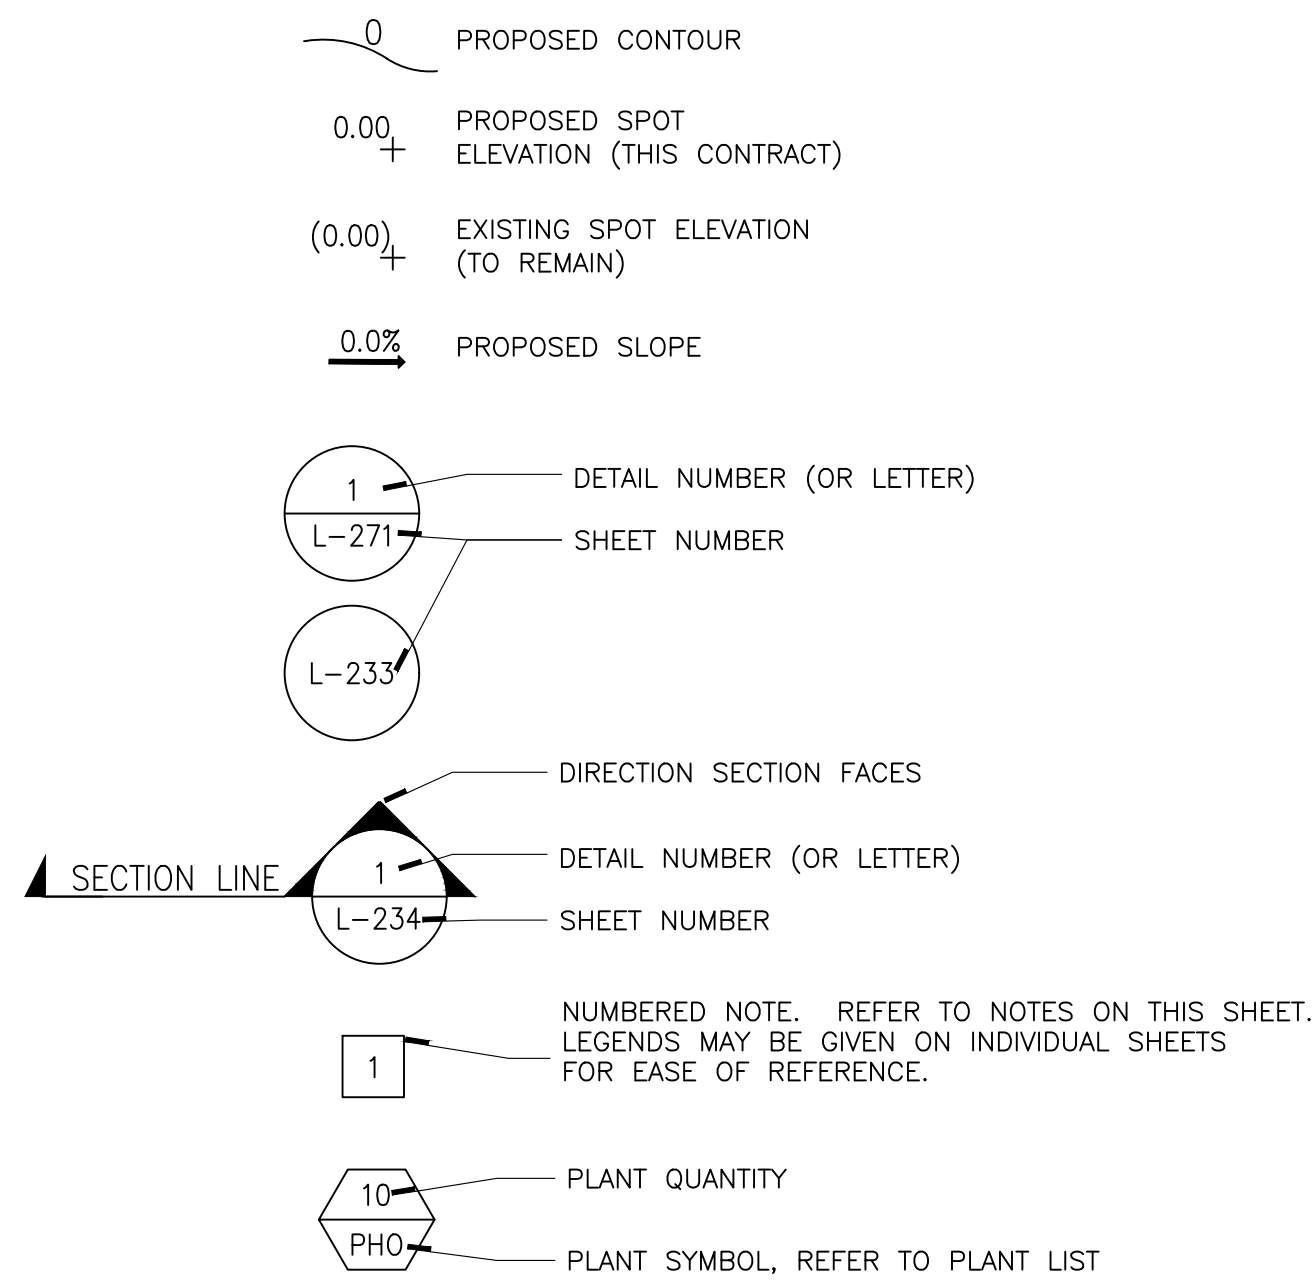 0 PROPOSED CONTOUR
0.00 PROPOSED SPOT
ELEVATION (THIS CONTRACT)
(0.00) EXISTING SPOT ELEVATION
(TO REMAIN)
0.0% PROPOSED SLOPE
1 DETAIL NUMBER (OR LETTER)
L-271 SHEET NUMBER
L-233
DIRECTION SECTION FACES
SECTION LINE 1 DETAIL NUMBER (OR LETTER)
L-234 SHEET NUMBER
NUMBERED NOTE. REFER TO NOTES ON THIS SHEET.
LEGENDS MAY BE GIVEN ON INDIVIDUAL SHEETS
1 FOR EASE OF REFERENCE.
10 PLANT QUANTITY
PHO PLANT SYMBOL, REFER TO PLANT LIST